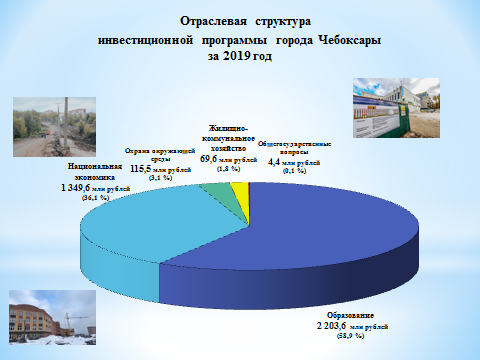 Отраслевая структура
инвестиционной программы города Чебоксары
за 2019 год
Жилищно-
коммунальное
хозяйство
69,6 млн рублей
(1,8 %)
Общегосударственные
вопросы
4,4 млн рублей
(0,1 %)
Охрана окружающей
среды
115,5 млн рублей
(3,1 %)
Национальная
экономика
1 349,6 млн рублей
(36,1 %)
Образование
2 203,6 млн рублей
(58,9 %)